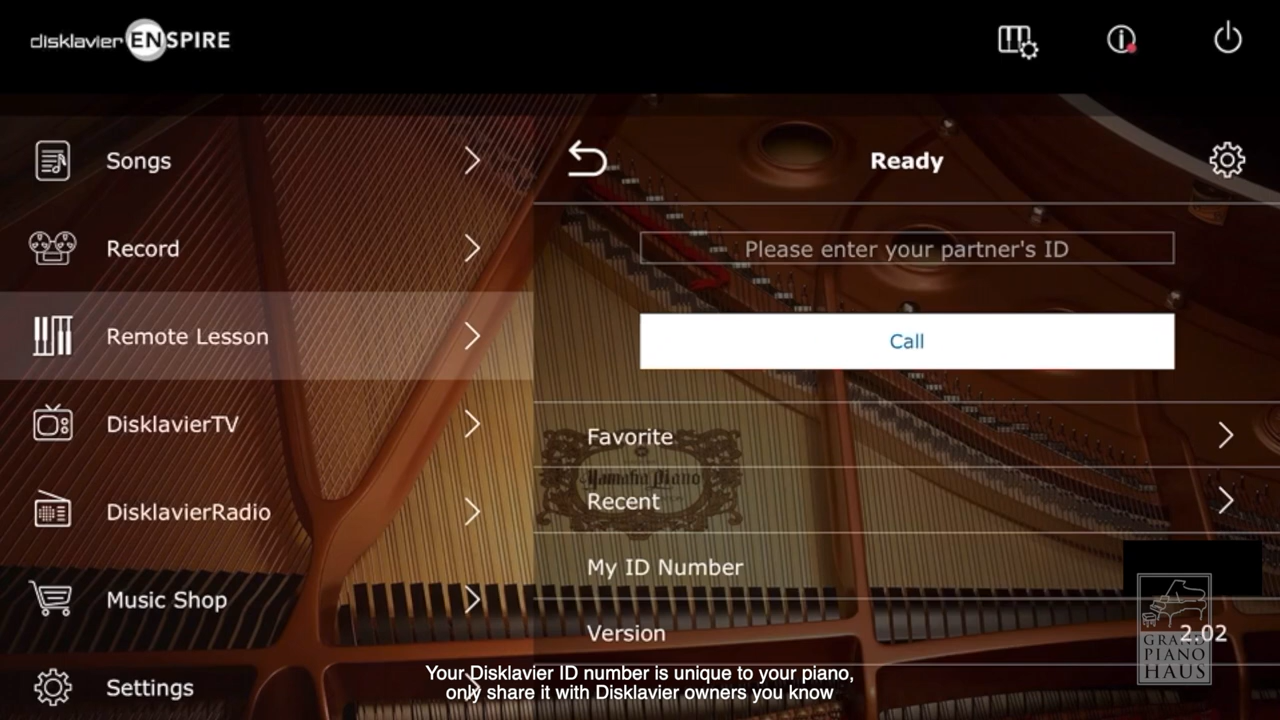 disklavier ENSPIRE
Songs
Record
Remote Lesson
DisklavierTV
DisklavierRadio
Music Shop
Settings
Ready
Please enter your partner's ID
Call
Favorite
Yamaha Piano
Recent
My ID Number
Version
2.02
Your Disklavier ID number is unique to your piano,
only share it with Disklavier owners you know
GRAND
PIANO
HAUS